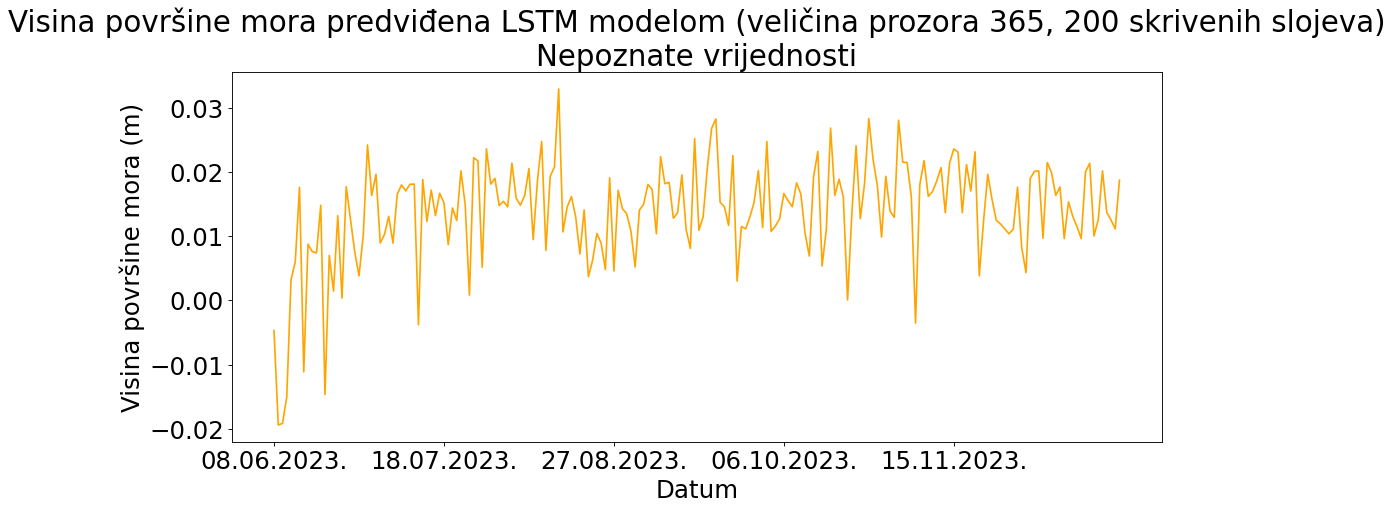 Visina površine mora predviđena LSTM modelom (veličina prozora 365, 200 skrivenih slojeva)
Nepoznate vrijednosti
Visina površine mora (m)
0.03
0.02
0.01
0.00
−0.01
−0.02
08.06.2023. 18.07.2023. 27.08.2023. 06.10.2023. 15.11.2023.
Datum